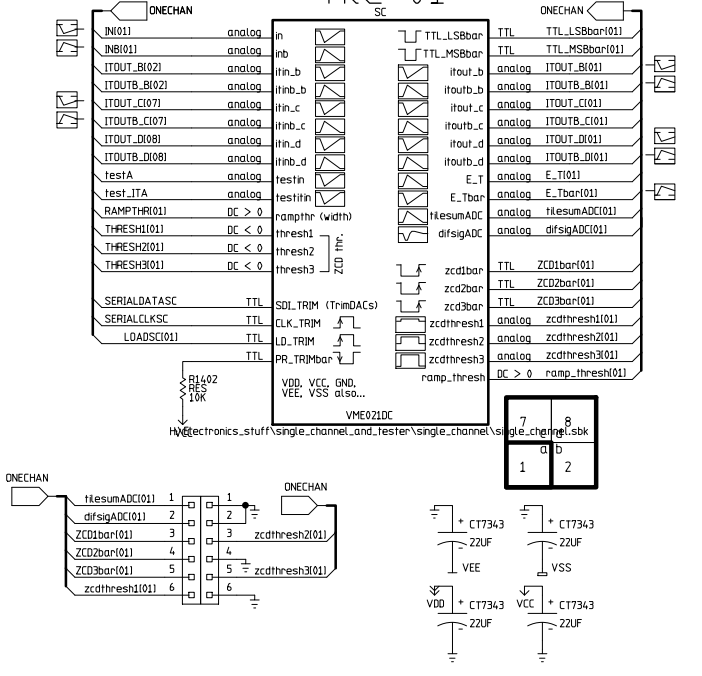 ONECHAN
SC
ONECHAN
IN[01] analog in TTL_LSBbar TTL TTL_LSBbar[01]
INB[01] analog inb TTL_MSBbar TTL TTL_MSBbar[01]
ITOUT_B[02] analog itin_b itout_b analog ITOUT_B[01]
ITOUTB_B[02] analog itinb_b itoutb_b analog ITOUTB_B[01]
ITOUT_C[07] analog itin_c itout_c analog ITOUT_C[01]
ITOUTB_C[07] analog itinb_c itoutb_c analog ITOUTB_C[01]
ITOUT_D[08] analog itin_d itout_d analog ITOUT_D[01]
ITOUTB_D[08] analog itinb_d itoutb_d analog ITOUTB_D[01]
testA analog testin E_T analog E_T[01]
test_ITA analog testitin E_Tbar analog E_Tbar[01]
RAMPTHR[01] DC > 0 rampthr (width) tilesumADC analog tilesumADC[01]
THRESH1[01] DC < 0 thresh1 difsigADC analog difsigADC[01]
THRESH2[01] DC < 0 thresh2
THRESH3[01] DC < 0 thresh3
ZCD thr.
zcd1bar TTL ZCD1bar[01]
zcd2bar TTL ZCD2bar[01]
SERIALDATASC TTL SDI_TRIM (TrimDACs) zcd3bar TTL ZCD3bar[01]
SERIALCLKSC TTL CLK_TRIM zcdthresh1 analog zcdthresh1[01]
LOADSC[01] TTL LD_TRIM zcdthresh2 analog zcdthresh2[01]
TTL PR_TRIMbar zcdthresh3 analog zcdthresh3[01]
ramp_thresh DC > 0 ramp_thresh[01]
R1402
RES
10K
VCC
VDD, VCC, GND,
VEE, VSS also...
VME021DC
H:\Electronics_stuff\single_channel_and_tester\single_channel\single_channel.sbk
7 8
c d
a b
1 2
ONECHAN
ONECHAN
tilesumADC[01] 1 1
difsigADC[01] 2 2
ZCD1bar[01] 3 3 zcdthresh2[01]
ZCD2bar[01] 4 4
ZCD3bar[01] 5 5 zcdthresh3[01]
zcdthresh1[01] 6 6
+ CT7343 + CT7343
- 22UF - 22UF
VEE VSS
VDD + CT7343 VCC + CT7343
- 22UF - 22UF